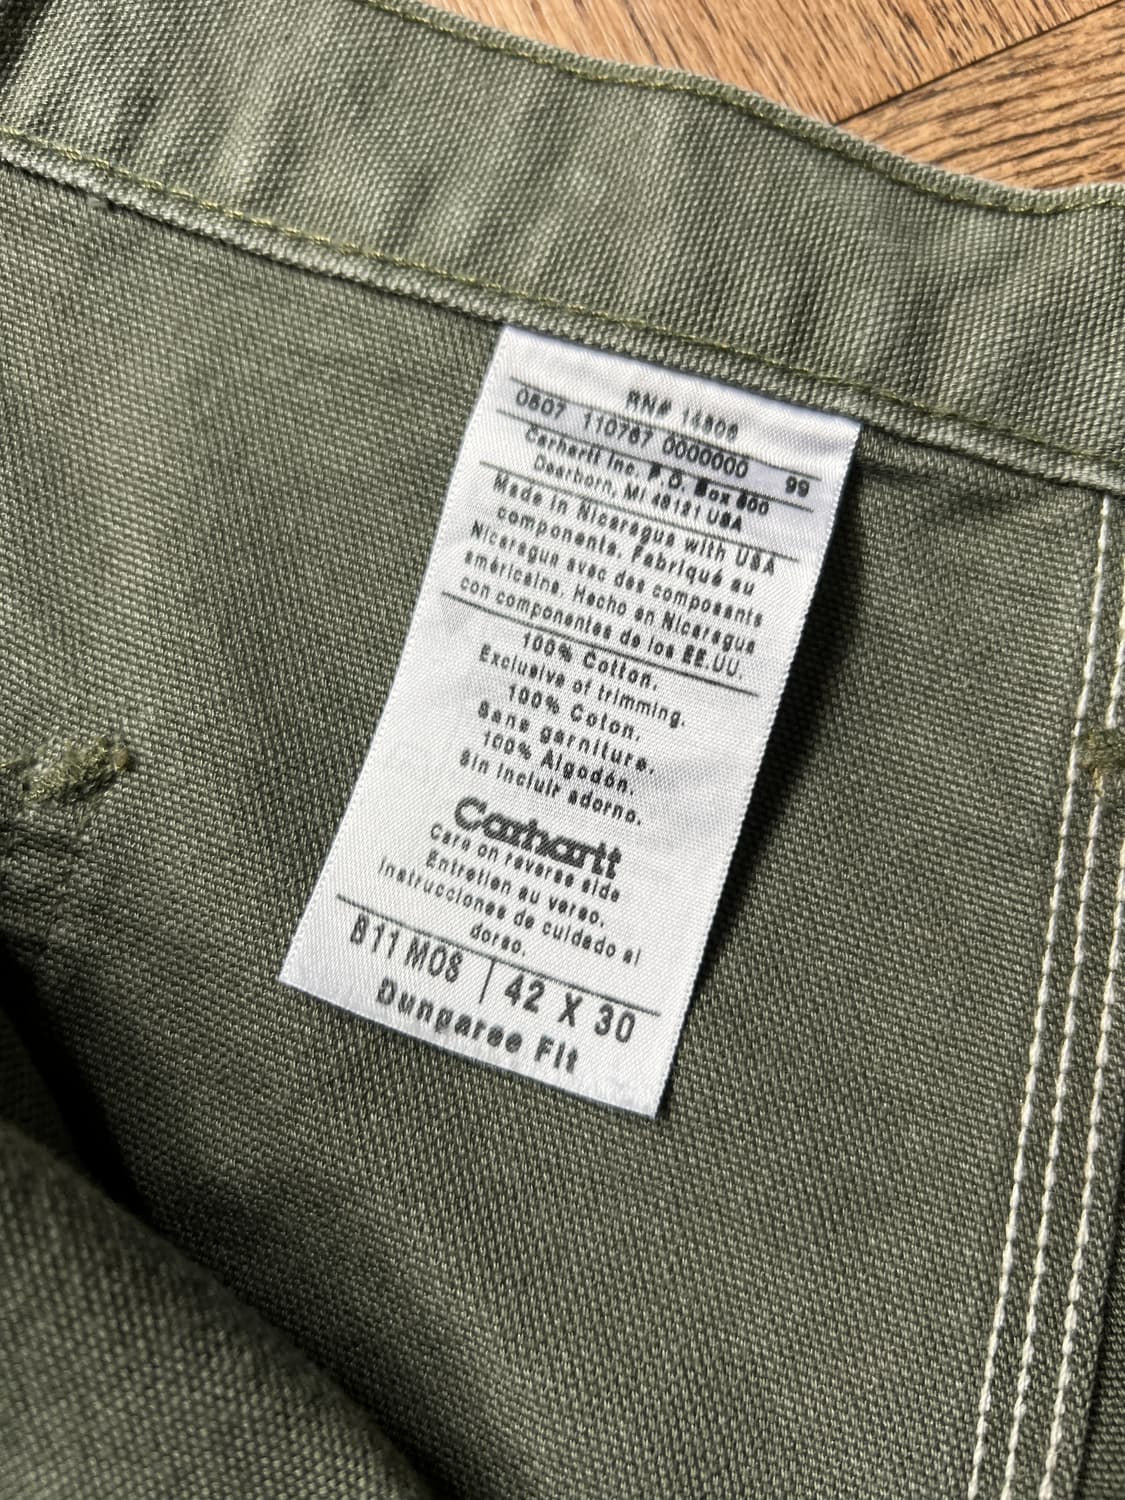 RN# 14806
0607 110767 0000000 99
Carhartt Inc. P.O. Box 600
Dearborn, MI 48121 USA
Made in Nicaragua with USA
components. Fabriqué au
Nicaragua avec des composants
américains. Hecho en Nicaragua
con componentes de los EE.UU.
100% Cotton.
Exclusive of trimming.
100% Coton.
Sans garniture.
100% Algodón.
Sin incluir adorno.
Carhartt
Care on reverse side
Entretien au verso.
Instrucciones de cuidado al
dorso.
B11 MOS | 42 X 30
Dungaree Fit